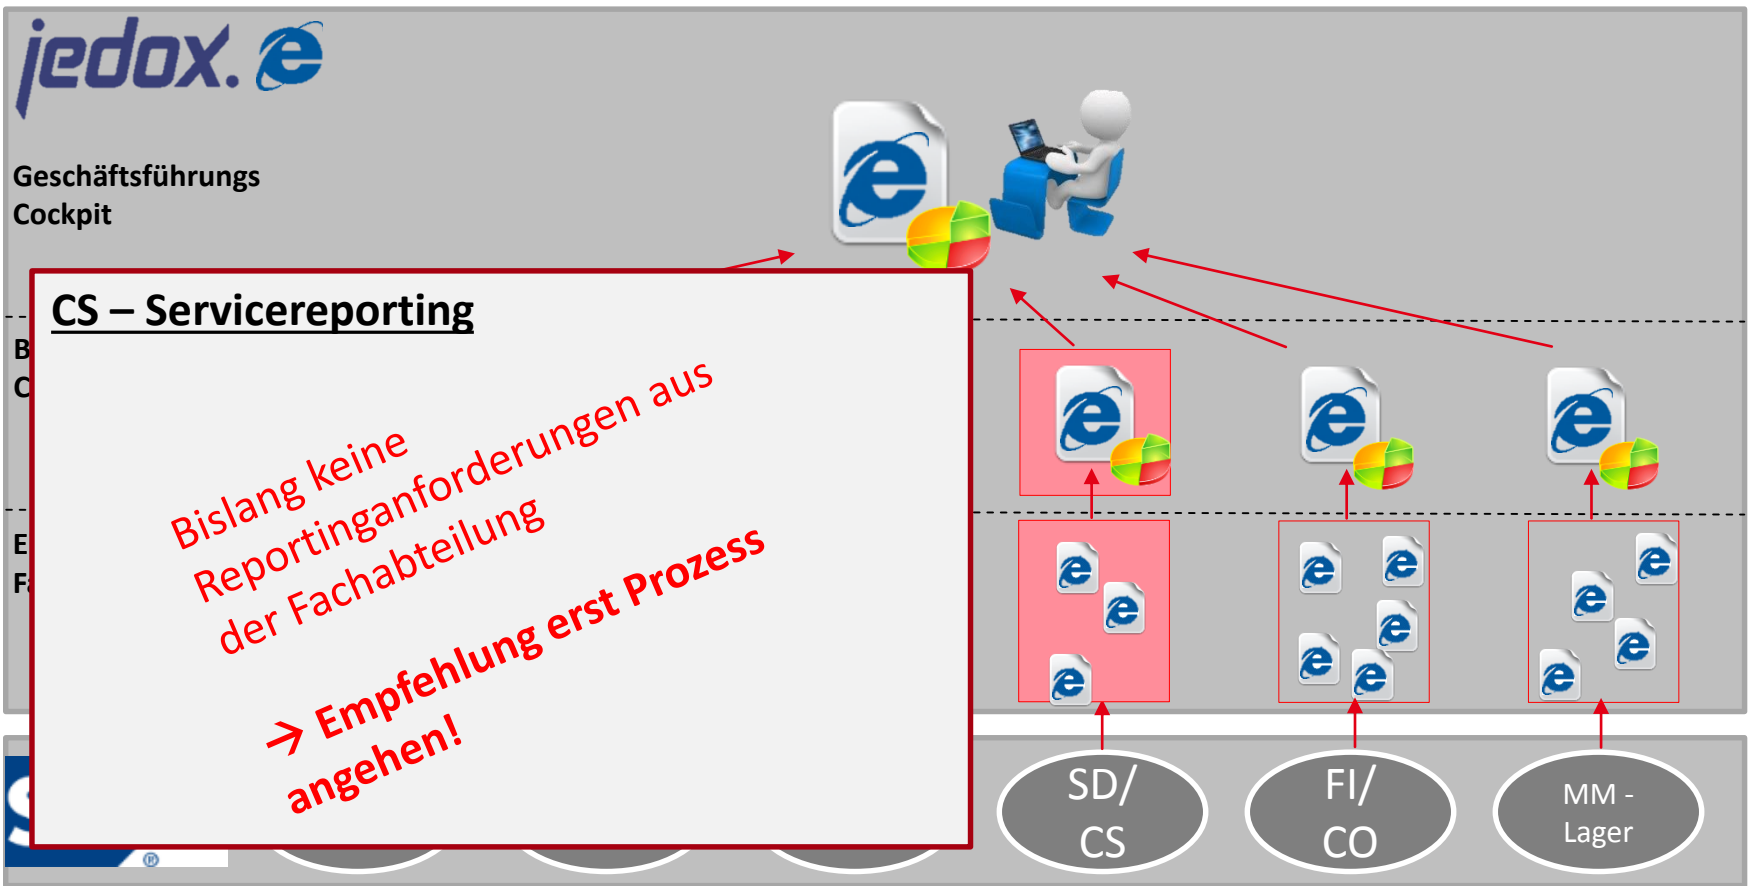 jedox.
Geschäftsführungs
Cockpit
CS – Servicereporting
Bislang keine
Reportinganforderungen aus
der Fachabteilung
→ Empfehlung erst Prozess
angehen!
SD/
CS
FI/
CO
MM -
Lager
®